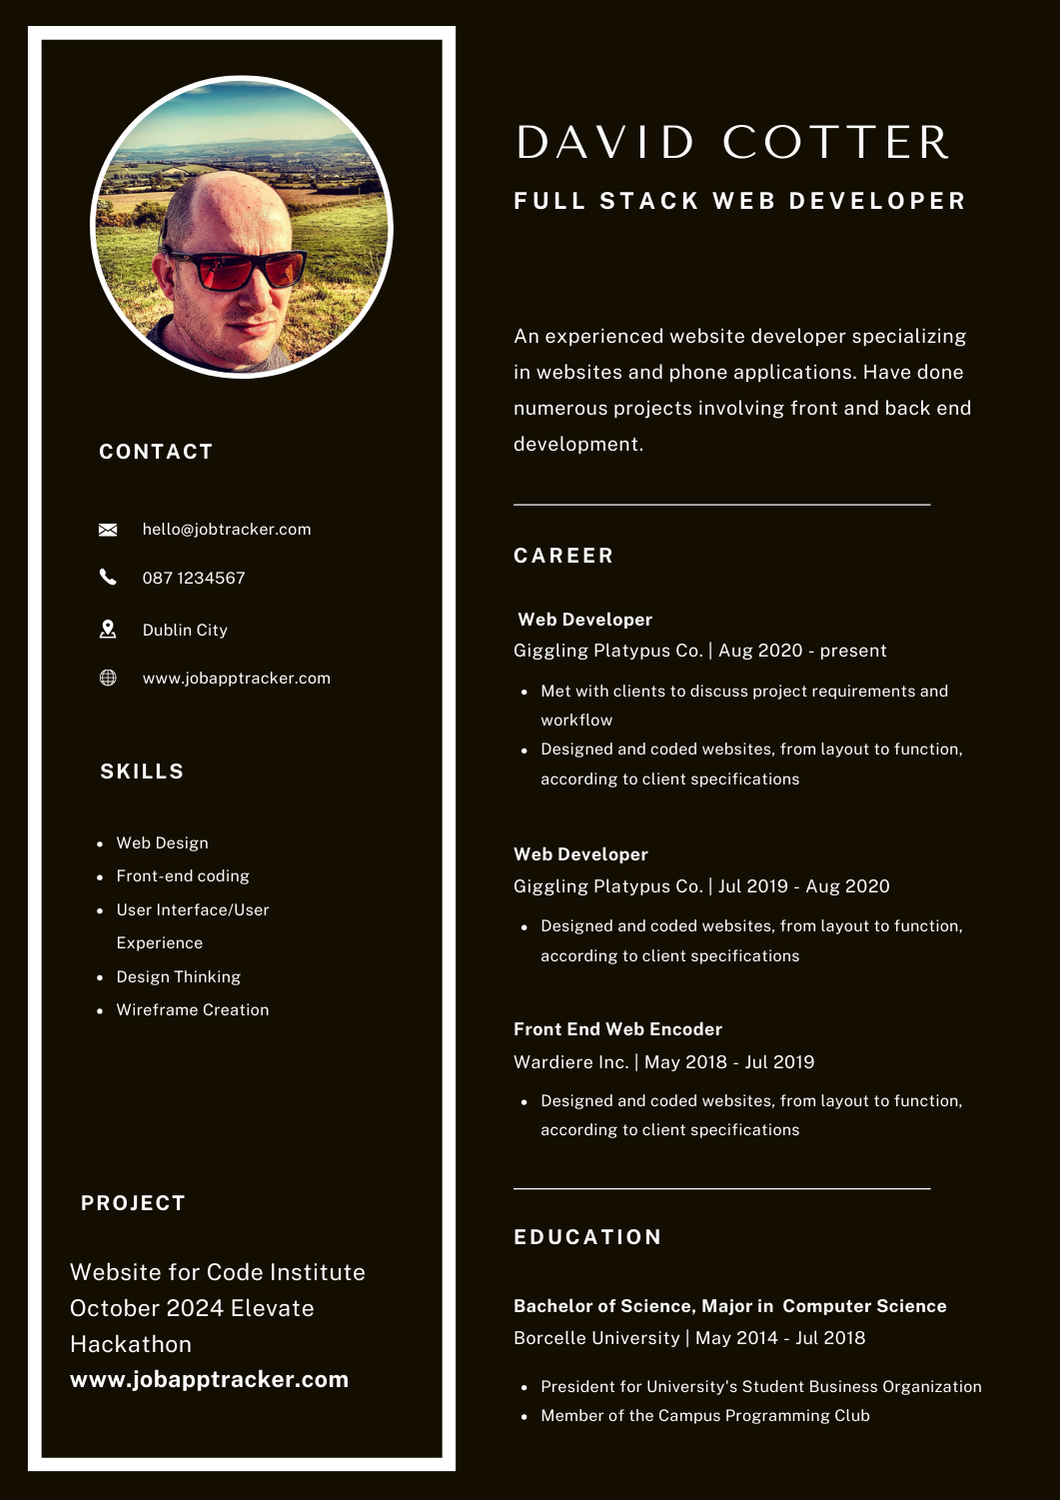 DAVID COTTER
FULL STACK WEB DEVELOPER
An experienced website developer specializing
in websites and phone applications. Have done
numerous projects involving front and back end
development.
CONTACT
hello@jobtracker.com
087 1234567
Dublin City
www.jobapptracker.com
SKILLS
• Web Design
• Front-end coding
• User Interface/User
Experience
• Design Thinking
• Wireframe Creation
PROJECT
Website for Code Institute
October 2024 Elevate
Hackathon
www.jobapptracker.com
CAREER
Web Developer
Giggling Platypus Co. | Aug 2020 - present
• Met with clients to discuss project requirements and
workflow
• Designed and coded websites, from layout to function,
according to client specifications
Web Developer
Giggling Platypus Co. | Jul 2019 - Aug 2020
• Designed and coded websites, from layout to function,
according to client specifications
Front End Web Encoder
Wardiere Inc. | May 2018 - Jul 2019
• Designed and coded websites, from layout to function,
according to client specifications
EDUCATION
Bachelor of Science, Major in  Computer Science
Borcelle University | May 2014 - Jul 2018
• President for University's Student Business Organization
• Member of the Campus Programming Club